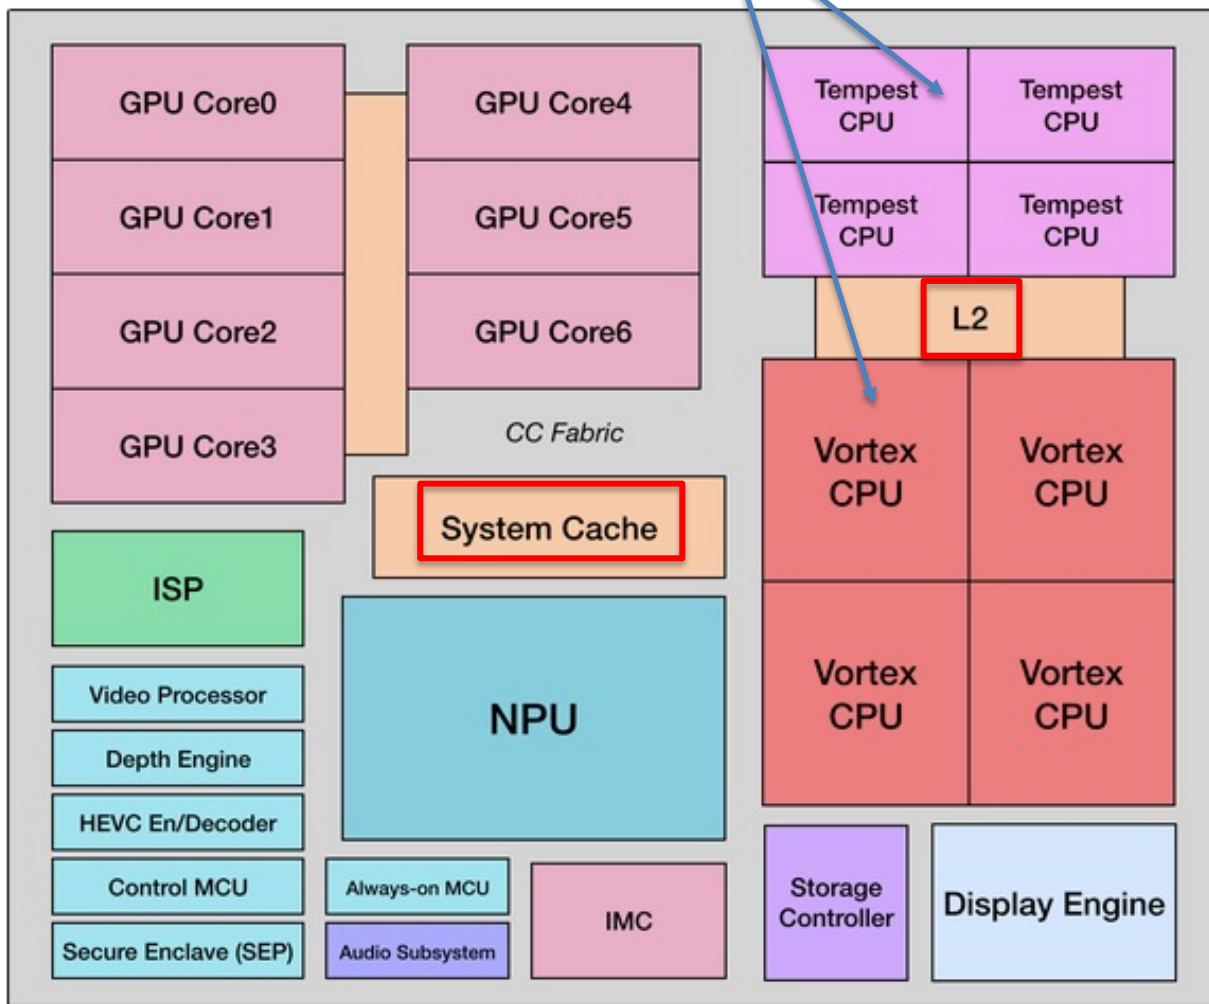 GPU Core0
GPU Core1
GPU Core2
GPU Core3
GPU Core4
GPU Core5
GPU Core6
Tempest
CPU
Tempest
CPU
Tempest
CPU
Tempest
CPU
L2
Vortex
CPU
Vortex
CPU
Vortex
CPU
Vortex
CPU
CC Fabric
System Cache
ISP
NPU
Video Processor
Depth Engine
HEVC En/Decoder
Control MCU
Secure Enclave (SEP)
Always-on MCU
Audio Subsystem
IMC
Storage
Controller
Display Engine